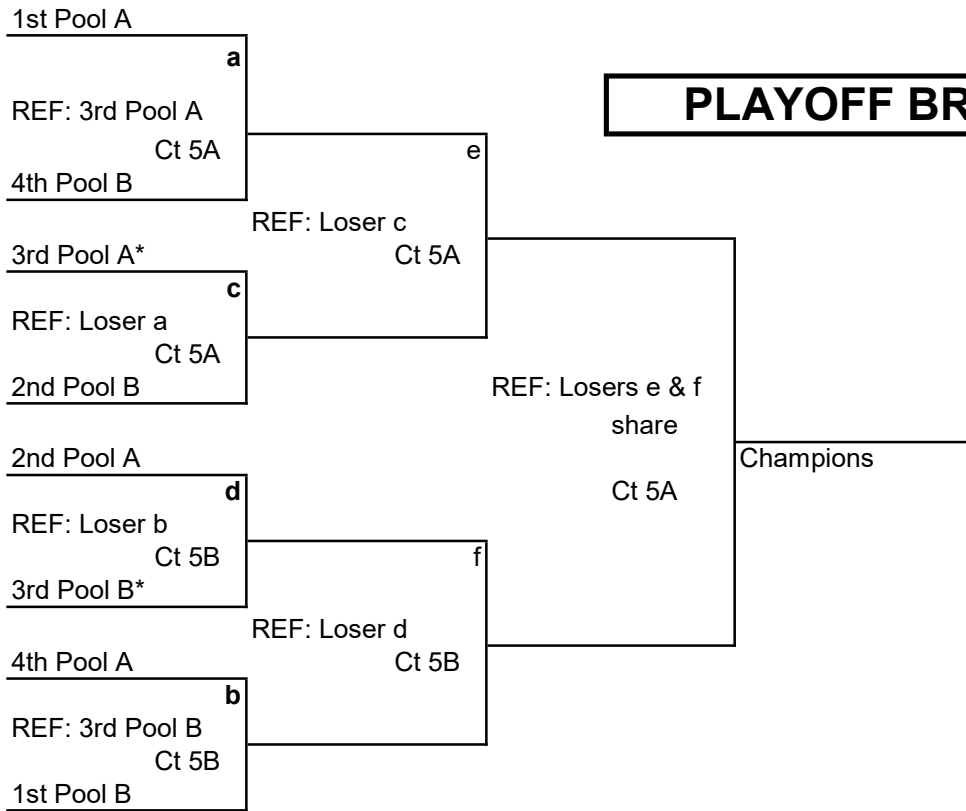 1st Pool A
a
REF: 3rd Pool A
Ct 5A
4th Pool B
PLAYOFF BR
e
REF: Loser c
Ct 5A
3rd Pool A*
c
REF: Loser a
Ct 5A
2nd Pool B
REF: Losers e & f
share
Ct 5A
Champions
2nd Pool A
d
REF: Loser b
Ct 5B
3rd Pool B*
f
REF: Loser d
Ct 5B
4th Pool A
b
REF: 3rd Pool B
Ct 5B
1st Pool B